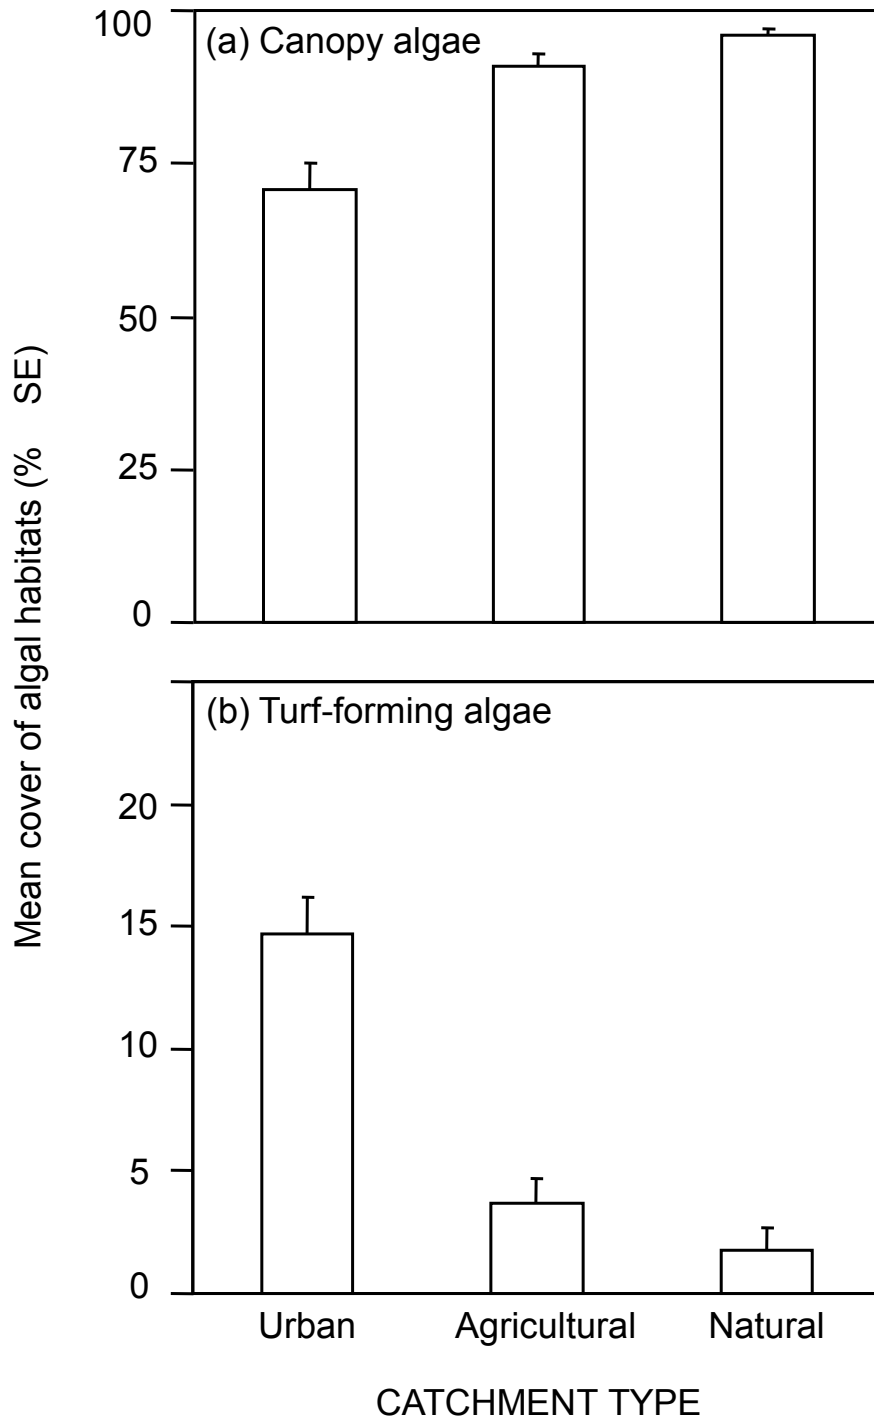 Mean cover of algal habitats (% SE)
(a) Canopy algae
100
75
50
25
0
(b) Turf-forming algae
20
15
10
5
0
Urban Agricultural Natural
CATCHMENT TYPE